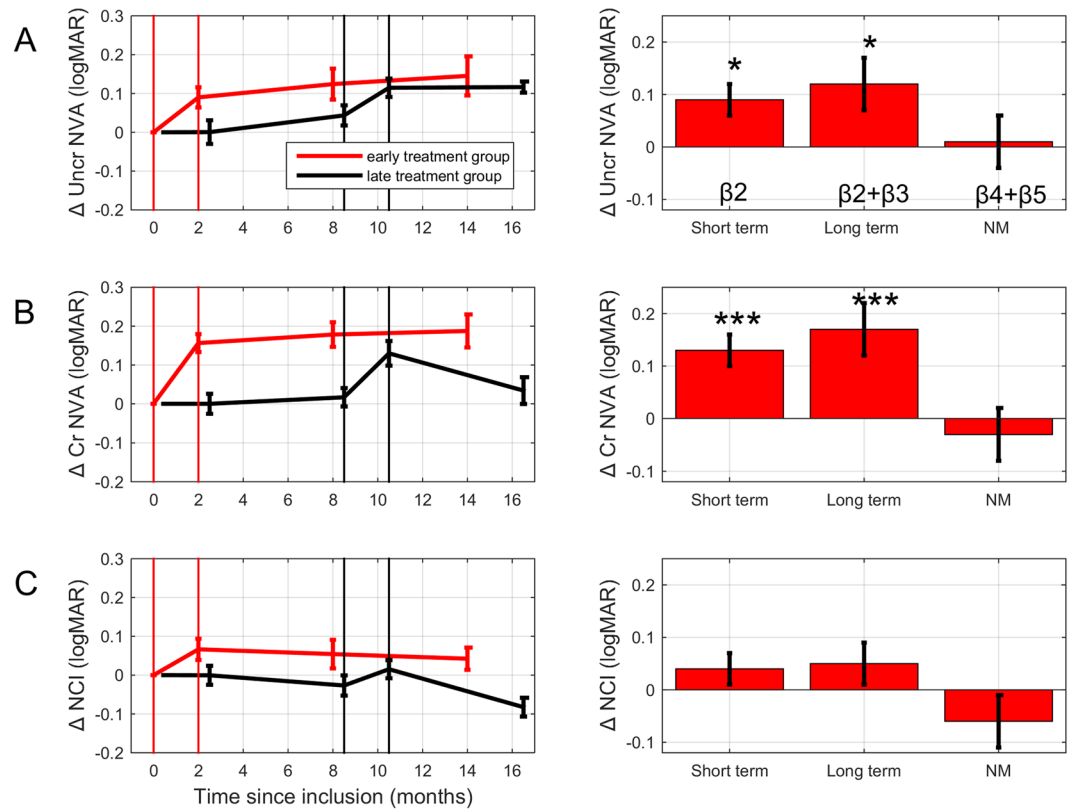 A
Δ Uncr NVA (logMAR)
0.3
0.2
0.1
0
-0.1
-0.2
early treatment group
late treatment group
0 2 4 6 8 10 12 14 16
Δ Uncr NVA (logMAR)
0.2
0.1
0
-0.1
* *
β2 β2+β3 β4+β5
Short term Long term NM
B
Δ Cr NVA (logMAR)
0.3
0.2
0.1
0
-0.1
-0.2
0 2 4 6 8 10 12 14 16
Δ Cr NVA (logMAR)
0.2
0.1
0
-0.1
*** ***
Short term Long term NM
C
Δ NCI (logMAR)
0.3
0.2
0.1
0
-0.1
-0.2
0 2 4 6 8 10 12 14 16
Time since inclusion (months)
Δ NCI (logMAR)
0.2
0.1
0
-0.1
Short term Long term NM